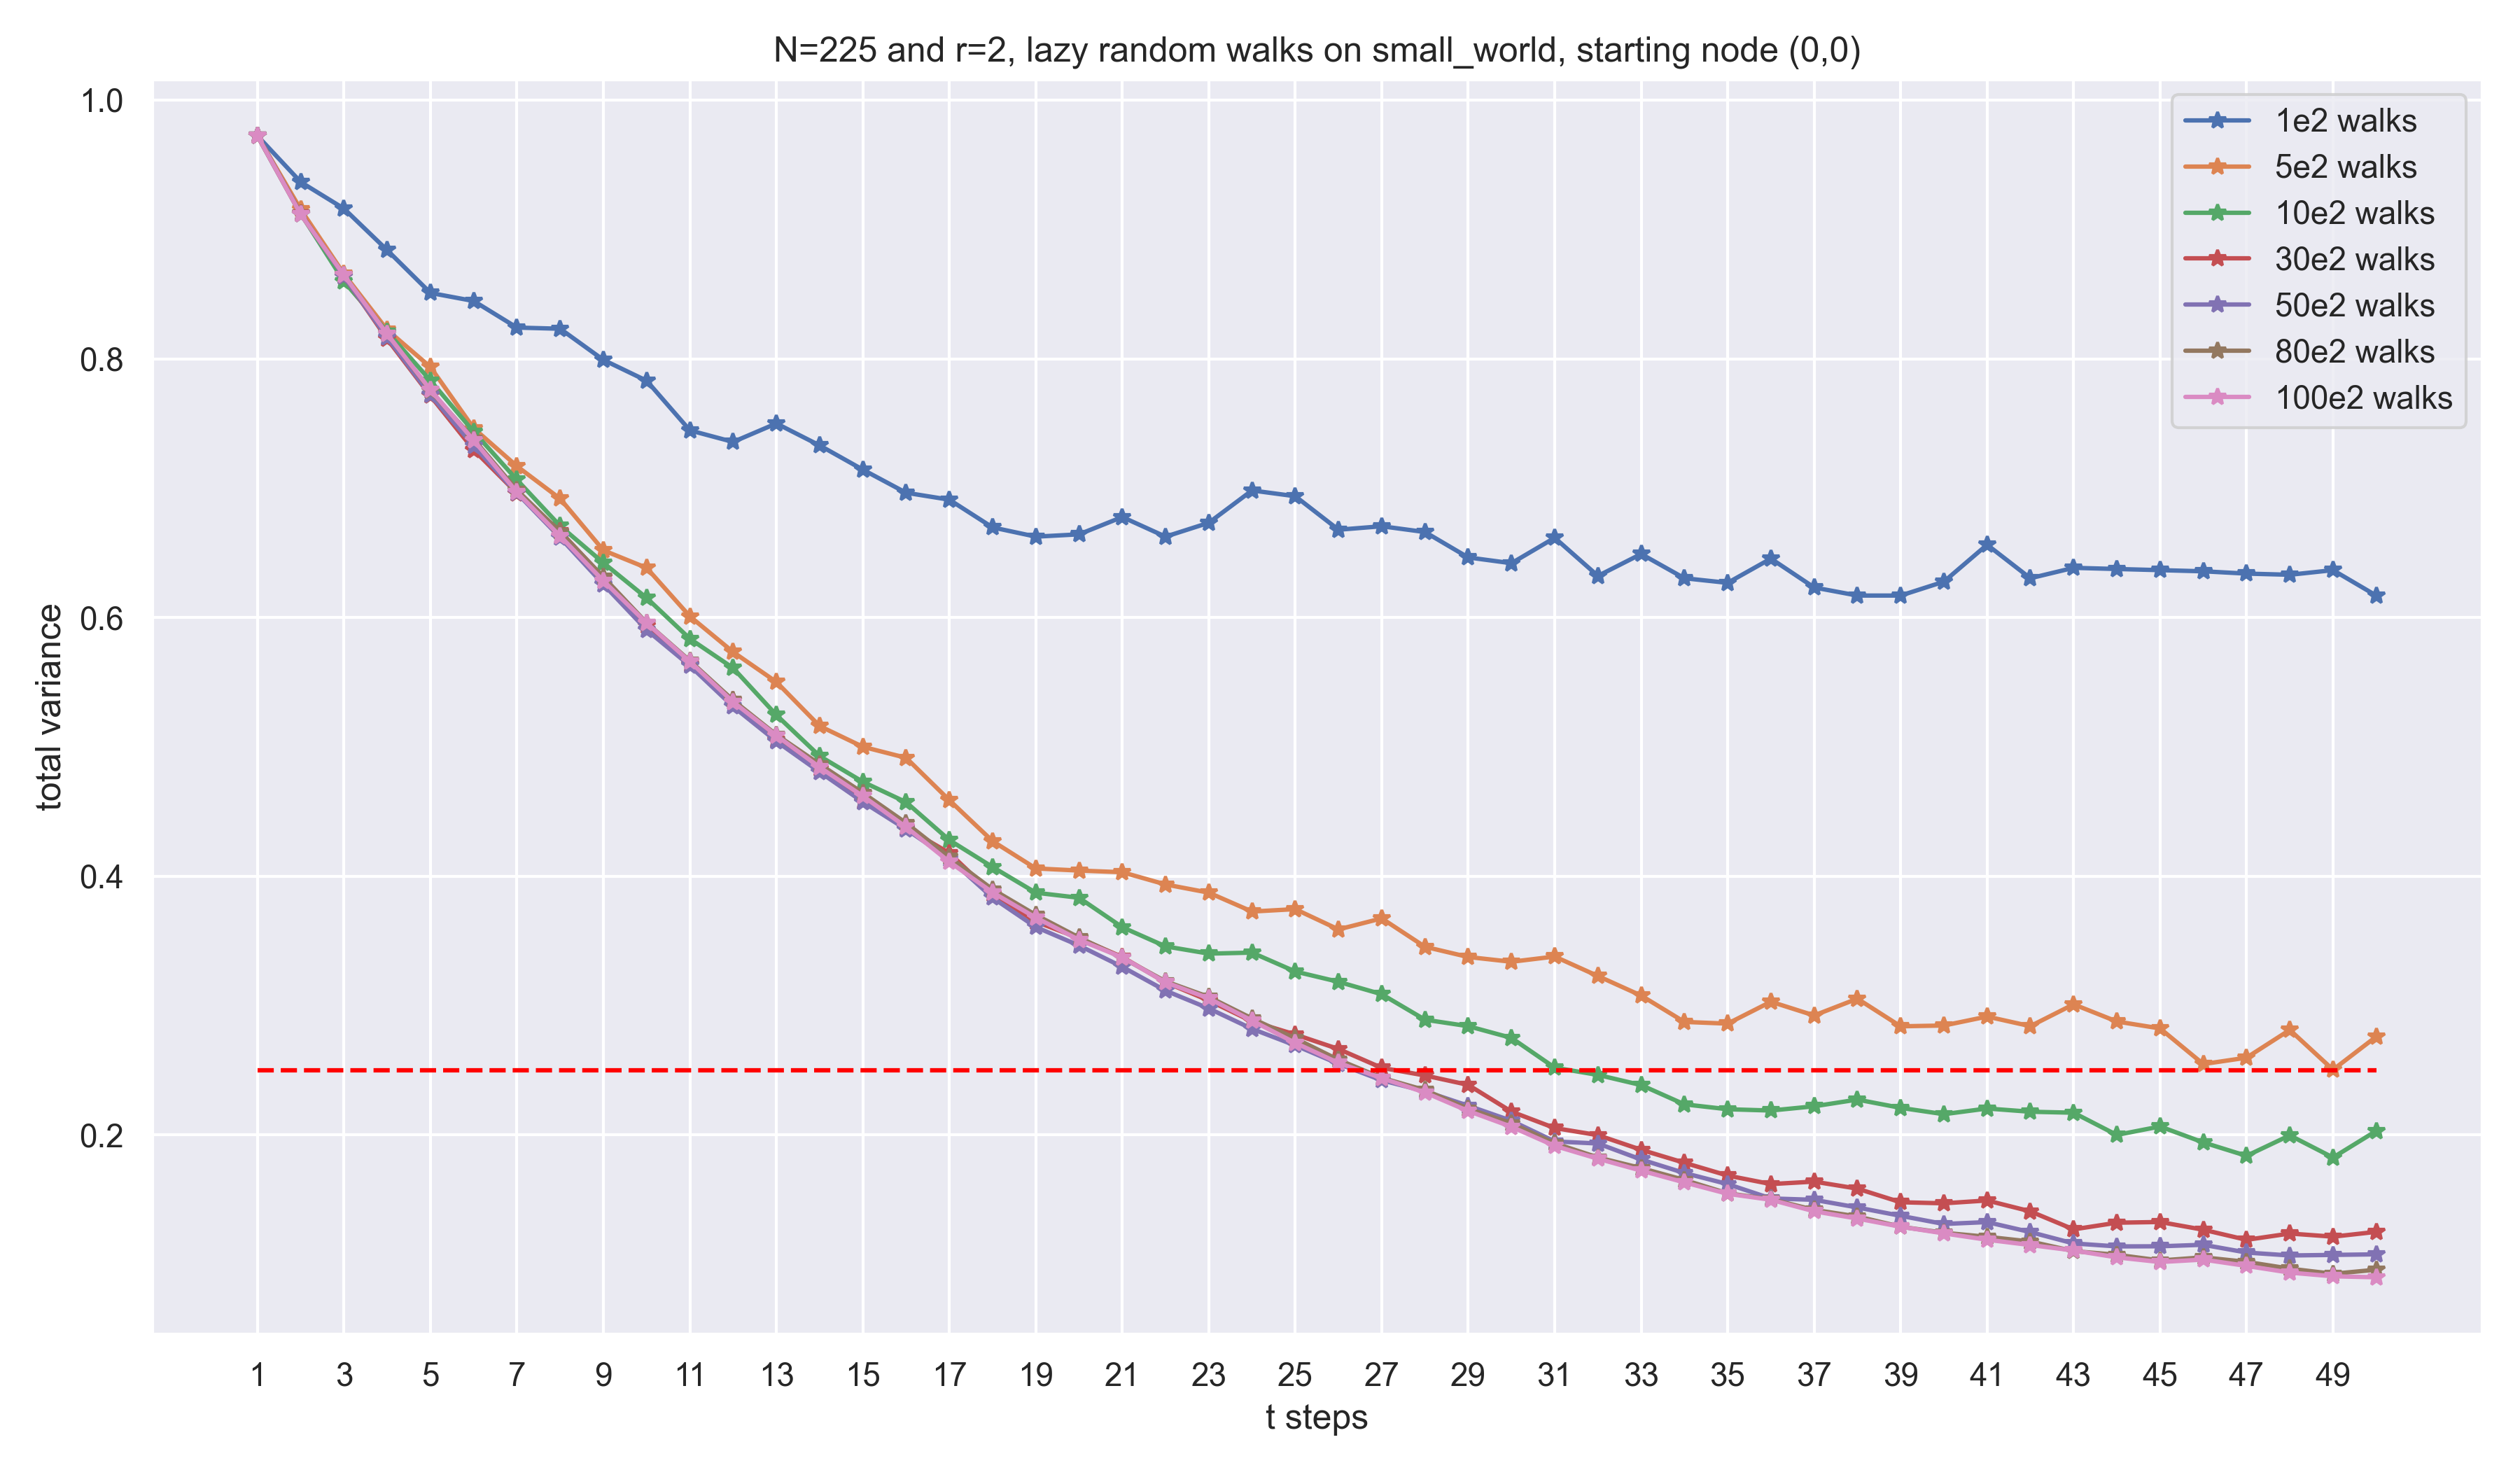 N=225 and r=2, lazy random walks on small_world, starting node (0,0)
1e2 walks
5e2 walks
10e2 walks
30e2 walks
50e2 walks
80e2 walks
100e2 walks
total variance
1.0
0.8
0.6
0.4
0.2
1 3 5 7 9 11 13 15 17 19 21 23 25 27 29 31 33 35 37 39 41 43 45 47 49
t steps